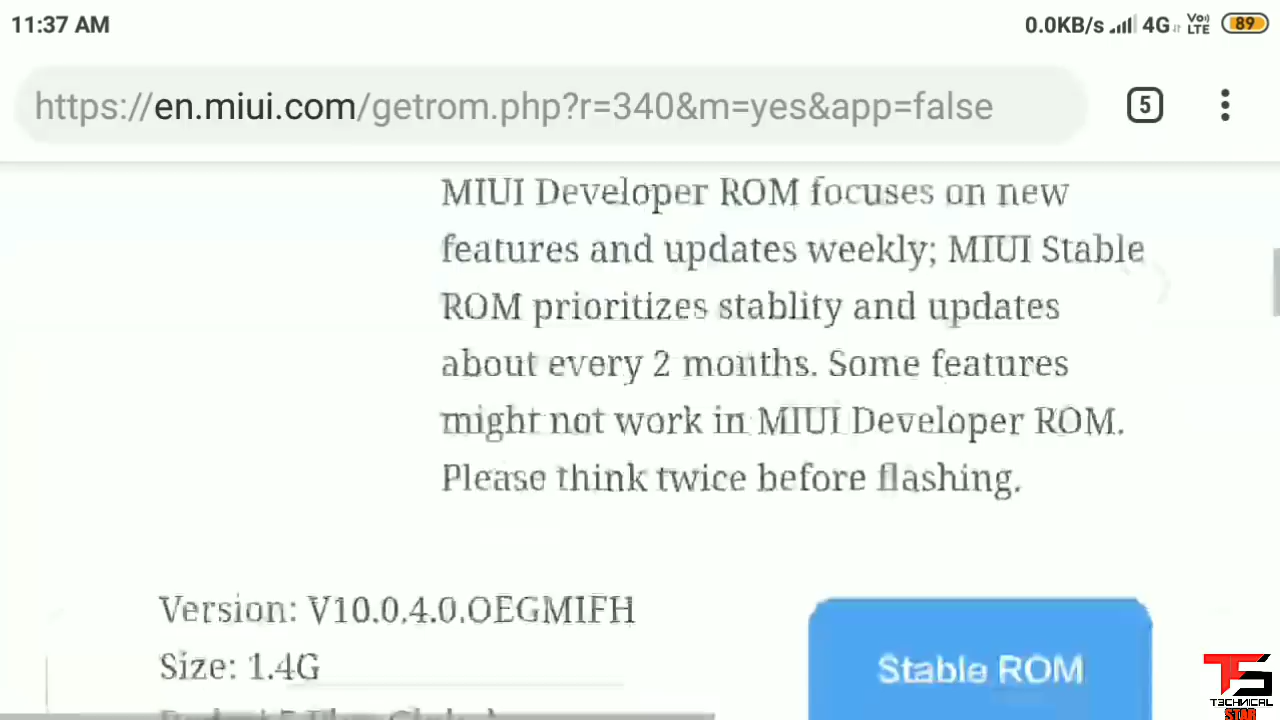 11:37 AM
0.0KB/s 4G Vo) LTE 89
https://en.miui.com/getrom.php?r=340&m=yes&app=false
5
MIUI Developer ROM focuses on new
features and updates weekly; MIUI Stable
ROM prioritizes stablity and updates
about every 2 months. Some features
might not work in MIUI Developer ROM.
Please think twice before flashing.
Version: V10.0.4.0.OEGMIFH
Size: 1.4G
Stable ROM
TS
T3CHNICAL
STAR